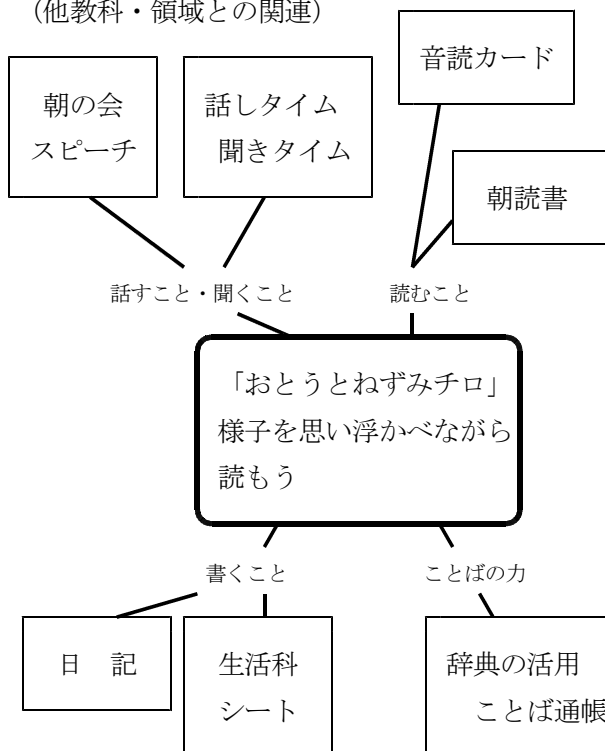 （他教科・領域との関連）
音読カード
朝の会
スピーチ
話しタイム
聞きタイム
朝読書
話すこと・聞くこと
読むこと
「おとうとねずみチロ」
様子を思い浮かべながら
読もう
書くこと
ことばの力
日　記
生活科
シート
辞典の活用
ことば通帳